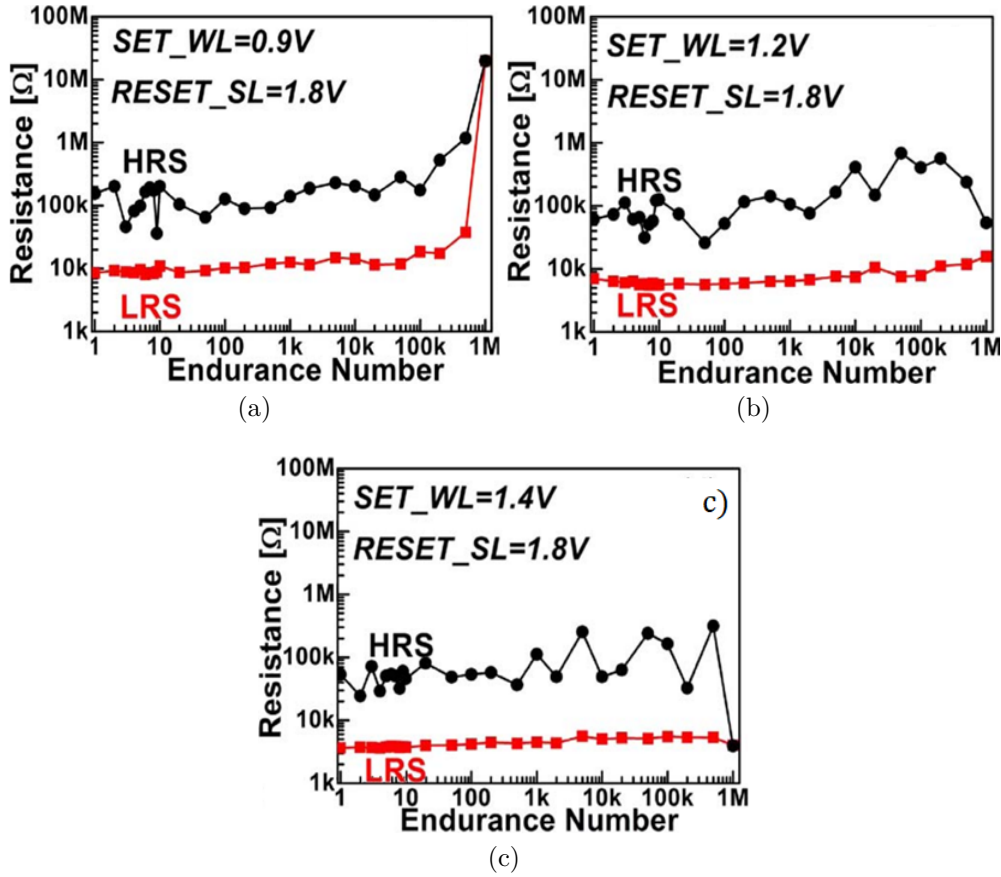 100M
10M
1M
100k
10k
1k
Resistance [Ω]
SET_WL=0.9V
RESET_SL=1.8V
HRS
LRS
1 10 100 1k 10k 100k 1M
Endurance Number
(a)
100M
10M
1M
100k
10k
1k
Resistance [Ω]
SET_WL=1.2V
RESET_SL=1.8V
HRS
LRS
1 10 100 1k 10k 100k 1M
Endurance Number
(b)
100M
10M
1M
100k
10k
1k
Resistance [Ω]
SET_WL=1.4V
c)
RESET_SL=1.8V
HRS
LRS
1 10 100 1k 10k 100k 1M
Endurance Number
(c)